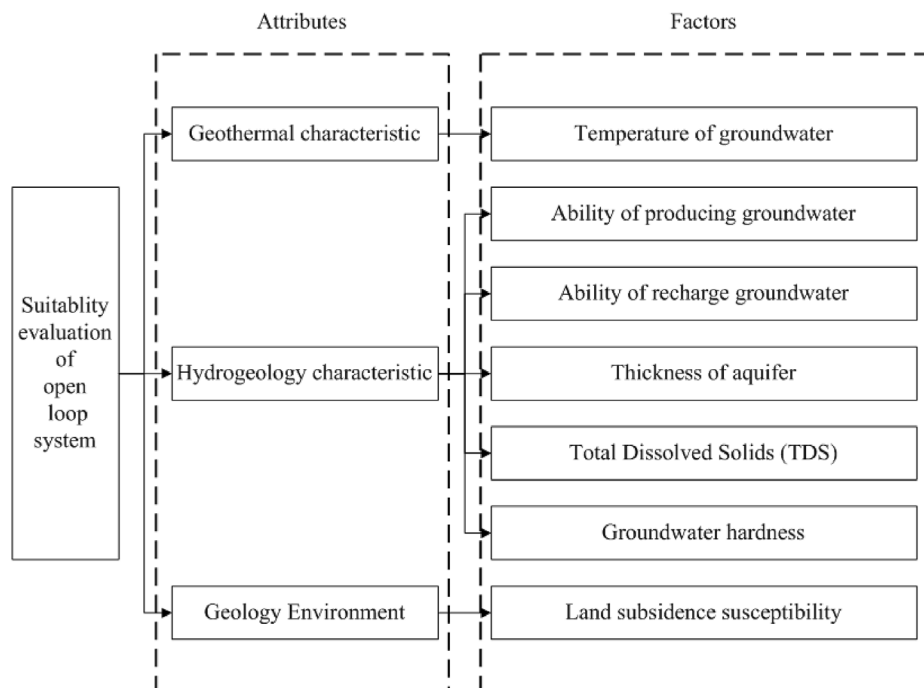 Attributes
Factors
Geothermal characteristic
Temperature of groundwater
Ability of producing groundwater
Ability of recharge groundwater
Suitablity
evaluation
of
open
loop
system
Hydrogeology characteristic
Thickness of aquifer
Total Dissolved Solids (TDS)
Groundwater hardness
Geology Environment
Land subsidence susceptibility